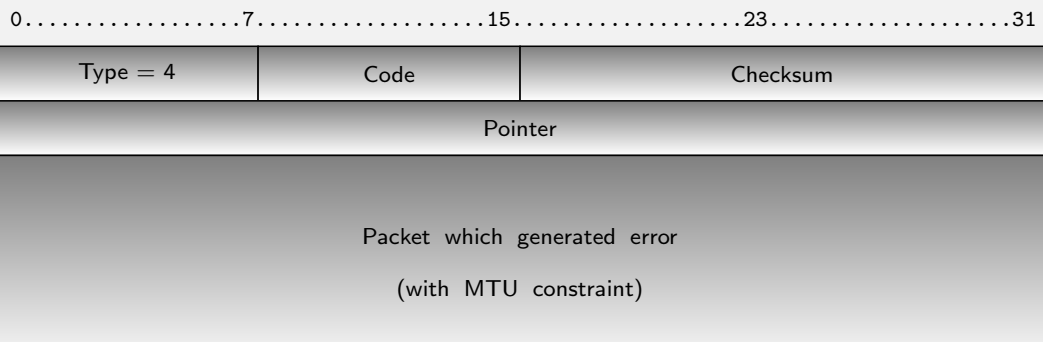 0.................7...................15....................23...................31
Type = 4 Code Checksum
Pointer
Packet which generated error
(with MTU constraint)